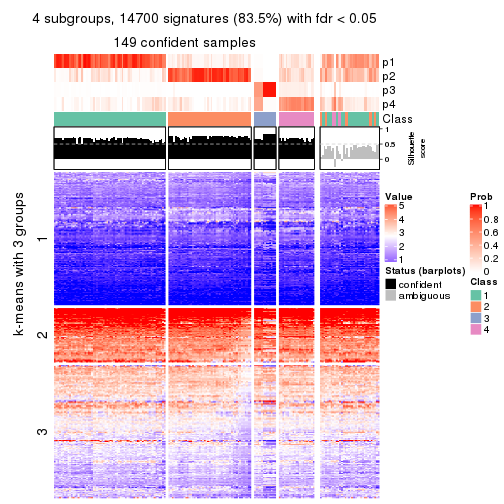 4 subgroups, 14700 signatures (83.5%) with fdr < 0.05
149 confident samples
p1
p2
p3
p4
Class
1
0.5
0
Silhouette
score
k-means with 3 groups
1
2
3
Value
5
4
3
2
1
Status (barplots)
confident
ambiguous
Prob
1
0.8
0.6
0.4
0.2
0
Class
1
2
3
4